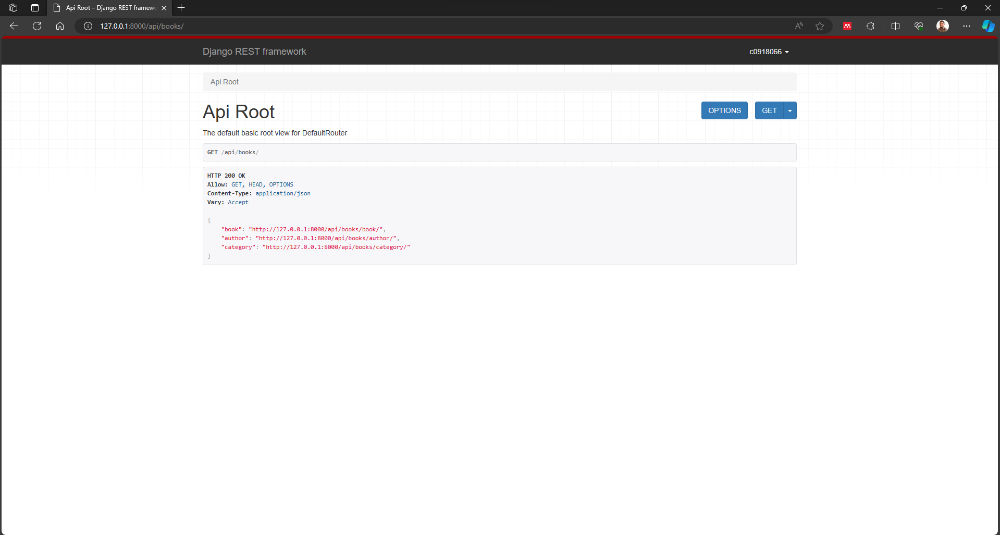 Api Root – Django REST framewo
127.0.0.1:8000/api/books/
Django REST framework
c0918066
Api Root
Api Root
OPTIONS
GET
The default basic root view for DefaultRouter
GET /api/books/
HTTP 200 OK
Allow: GET, HEAD, OPTIONS
Content-Type: application/json
Vary: Accept
{
    "book": "http://127.0.0.1:8000/api/books/book/",
    "author": "http://127.0.0.1:8000/api/books/author/",
    "category": "http://127.0.0.1:8000/api/books/category/"
}